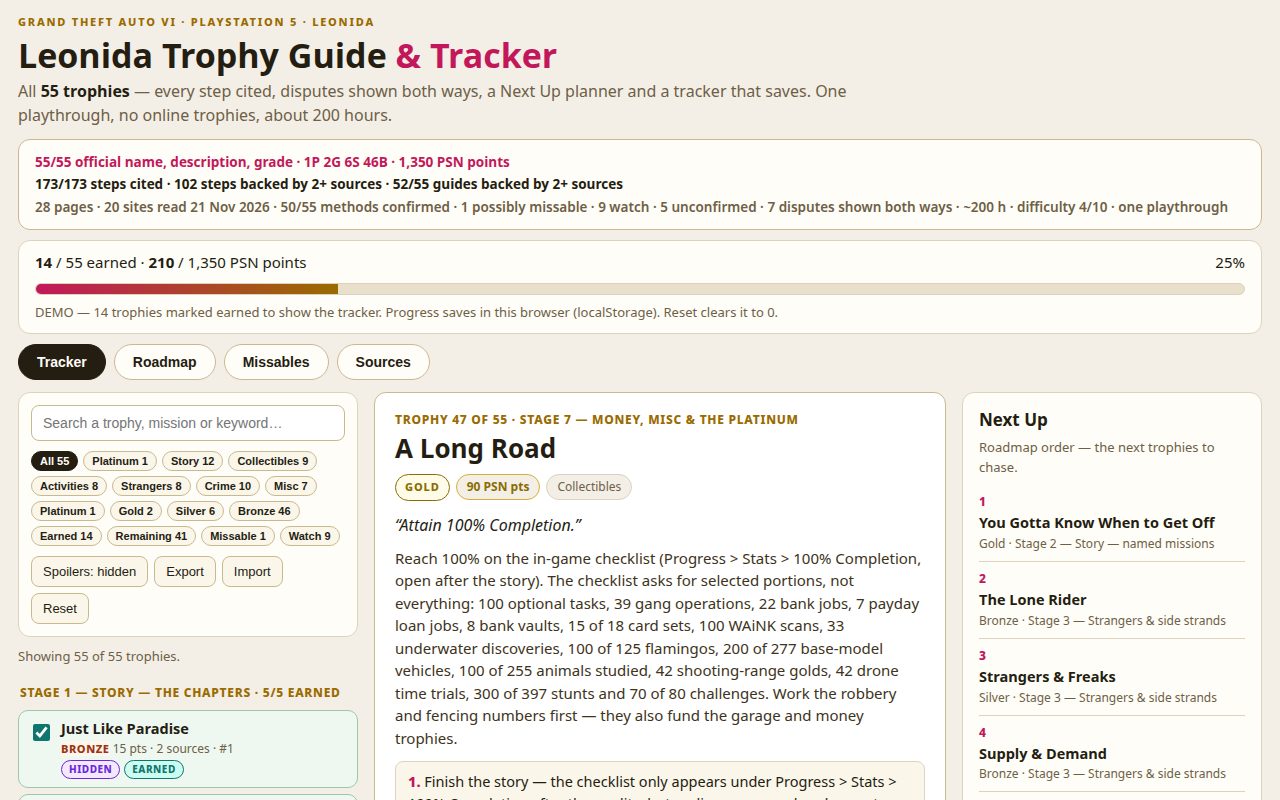 GRAND THEFT AUTO VI · PLAYSTATION 5 · LEONIDA
Leonida Trophy Guide & Tracker
All 55 trophies — every step cited, disputes shown both ways, a Next Up planner and a tracker that saves. One
playthrough, no online trophies, about 200 hours.
55/55 official name, description, grade · 1P 2G 6S 46B · 1,350 PSN points
173/173 steps cited · 102 steps backed by 2+ sources · 52/55 guides backed by 2+ sources
28 pages · 20 sites read 21 Nov 2026 · 50/55 methods confirmed · 1 possibly missable · 9 watch · 5 unconfirmed · 7 disputes shown both ways · ~200 h · difficulty 4/10 · one playthrough
14 / 55 earned · 210 / 1,350 PSN points
25%
DEMO — 14 trophies marked earned to show the tracker. Progress saves in this browser (localStorage). Reset clears it to 0.
Tracker
Roadmap
Missables
Sources
Search a trophy, mission or keyword…
All 55
Platinum 1
Story 12
Collectibles 9
Activities 8
Strangers 8
Crime 10
Misc 7
Platinum 1
Gold 2
Silver 6
Bronze 46
Earned 14
Remaining 41
Missable 1
Watch 9
Spoilers: hidden
Export
Import
Reset
Showing 55 of 55 trophies.
STAGE 1 — STORY — THE CHAPTERS · 5/5 EARNED
Just Like Paradise
BRONZE 15 pts · 2 sources · #1
HIDDEN
EARNED
TROPHY 47 OF 55 · STAGE 7 — MONEY, MISC & THE PLATINUM
A Long Road
GOLD
90 PSN pts
Collectibles
“Attain 100% Completion.”
Reach 100% on the in-game checklist (Progress > Stats > 100% Completion,
open after the story). The checklist asks for selected portions, not
everything: 100 optional tasks, 39 gang operations, 22 bank jobs, 7 payday
loan jobs, 8 bank vaults, 15 of 18 card sets, 100 WAiNK scans, 33
underwater discoveries, 100 of 125 flamingos, 200 of 277 base-model
vehicles, 100 of 255 animals studied, 42 shooting-range golds, 42 drone
time trials, 300 of 397 stunts and 70 of 80 challenges. Work the robbery
and fencing numbers first — they also fund the garage and money
trophies.
1. Finish the story — the checklist only appears under Progress > Stats >
Next Up
Roadmap order — the next trophies to
chase.
1
You Gotta Know When to Get Off
Gold · Stage 2 — Story — named missions
2
The Lone Rider
Bronze · Stage 3 — Strangers & side strands
3
Strangers & Freaks
Silver · Stage 3 — Strangers & side strands
4
Supply & Demand
Bronze · Stage 3 — Strangers & side strands